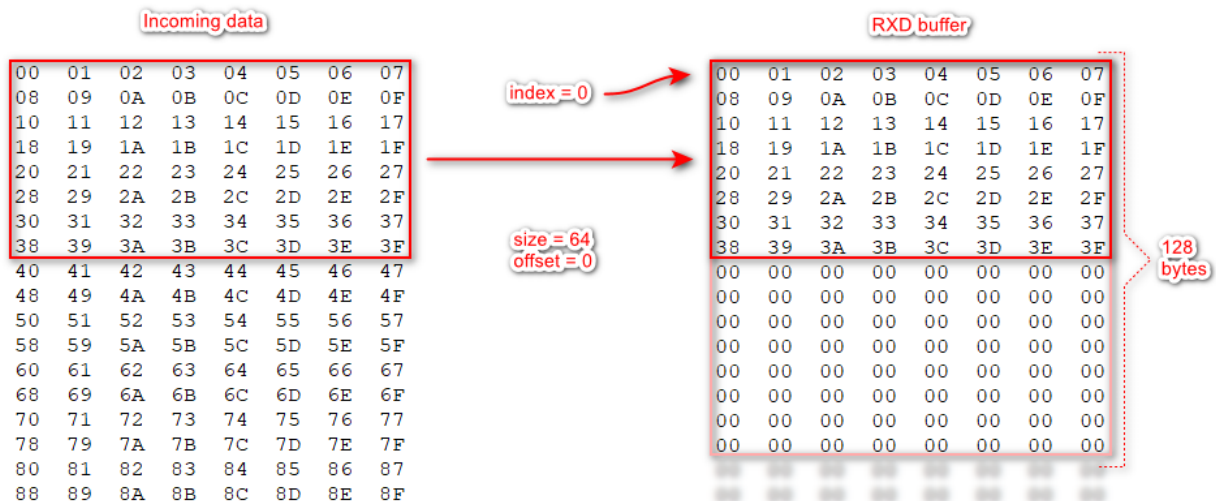 Incoming data
RXD buffer
00 01 02 03 04 05 06 07
08 09 0A 0B 0C 0D 0E 0F
10 11 12 13 14 15 16 17
18 19 1A 1B 1C 1D 1E 1F
20 21 22 23 24 25 26 27
28 29 2A 2B 2C 2D 2E 2F
30 31 32 33 34 35 36 37
38 39 3A 3B 3C 3D 3E 3F
40 41 42 43 44 45 46 47
48 49 4A 4B 4C 4D 4E 4F
50 51 52 53 54 55 56 57
58 59 5A 5B 5C 5D 5E 5F
60 61 62 63 64 65 66 67
68 69 6A 6B 6C 6D 6E 6F
70 71 72 73 74 75 76 77
78 79 7A 7B 7C 7D 7E 7F
80 81 82 83 84 85 86 87
88 89 8A 8B 8C 8D 8E 8F
index = 0
size = 64
offset = 0
00 01 02 03 04 05 06 07
08 09 0A 0B 0C 0D 0E 0F
10 11 12 13 14 15 16 17
18 19 1A 1B 1C 1D 1E 1F
20 21 22 23 24 25 26 27
28 29 2A 2B 2C 2D 2E 2F
30 31 32 33 34 35 36 37
38 39 3A 3B 3C 3D 3E 3F
00 00 00 00 00 00 00 00
00 00 00 00 00 00 00 00
00 00 00 00 00 00 00 00
00 00 00 00 00 00 00 00
00 00 00 00 00 00 00 00
00 00 00 00 00 00 00 00
00 00 00 00 00 00 00 00
00 00 00 00 00 00 00 00
128
bytes